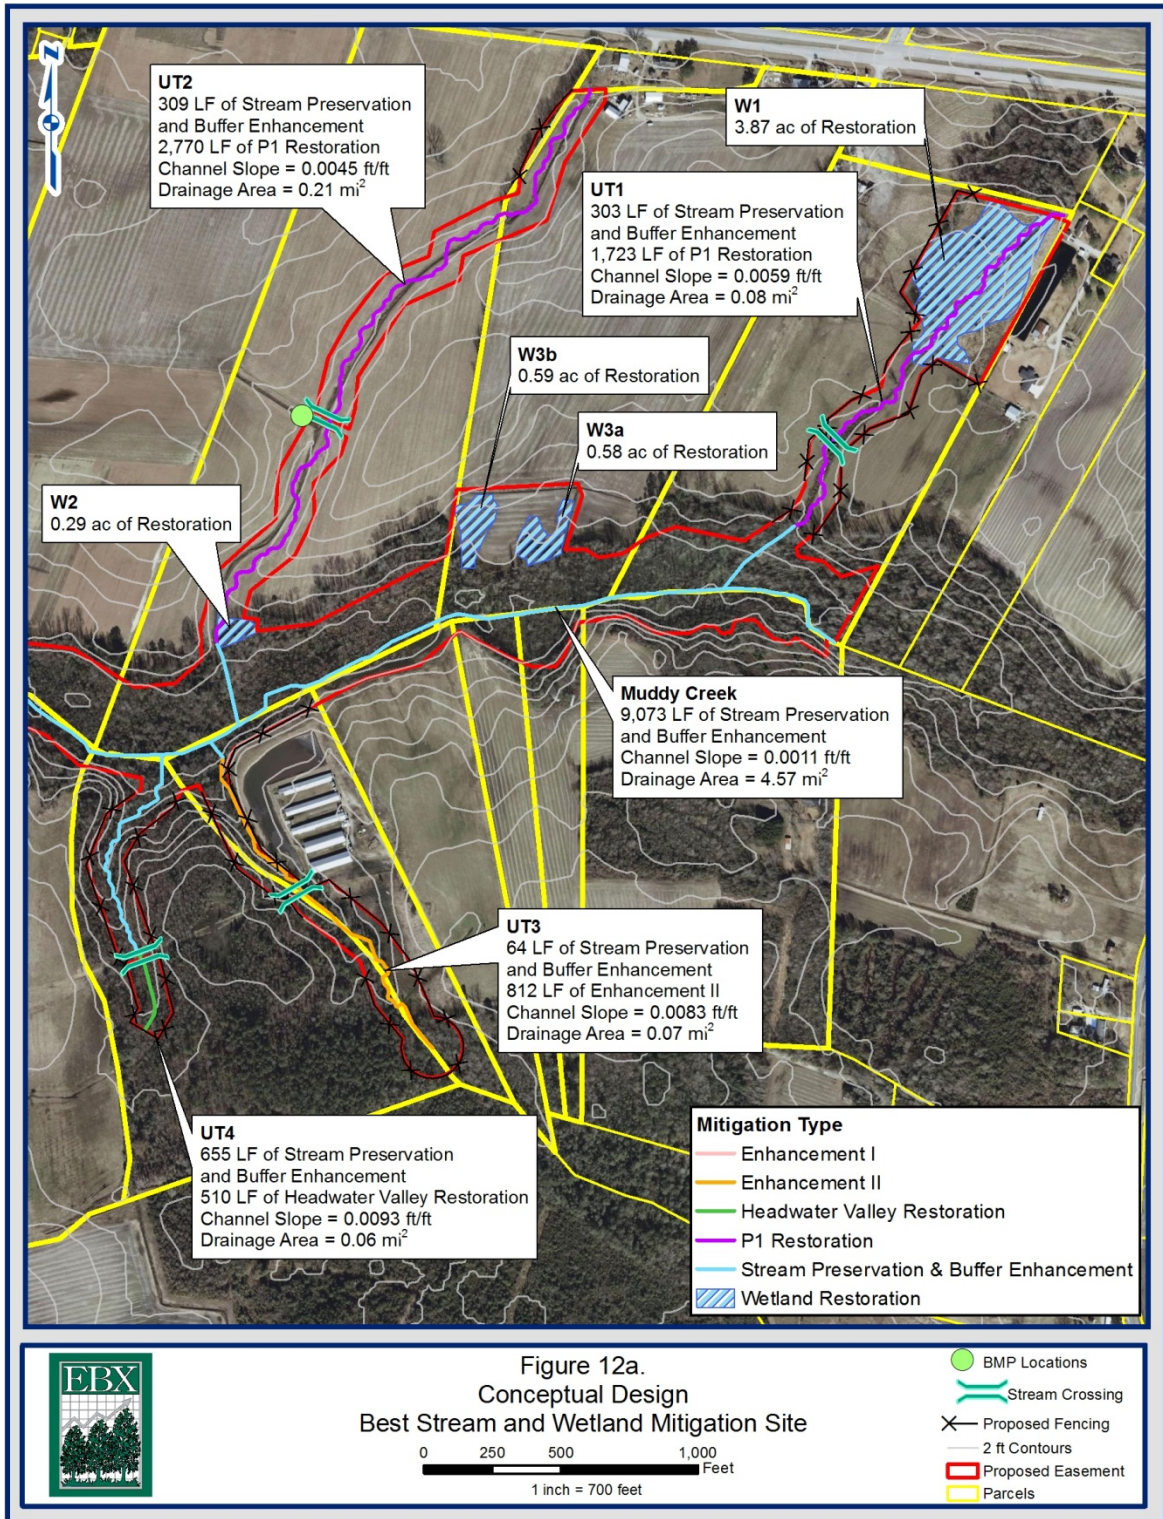 N
UT2
309 LF of Stream Preservation
and Buffer Enhancement
2,770 LF of P1 Restoration
Channel Slope = 0.0045 ft/ft
Drainage Area = 0.21 mi²
W1
3.87 ac of Restoration
UT1
303 LF of Stream Preservation
and Buffer Enhancement
1,723 LF of P1 Restoration
Channel Slope = 0.0059 ft/ft
Drainage Area = 0.08 mi²
W3b
0.59 ac of Restoration
W3a
0.58 ac of Restoration
W2
0.29 ac of Restoration
Muddy Creek
9,073 LF of Stream Preservation
and Buffer Enhancement
Channel Slope = 0.0011 ft/ft
Drainage Area = 4.57 mi²
UT3
64 LF of Stream Preservation
and Buffer Enhancement
812 LF of Enhancement II
Channel Slope = 0.0083 ft/ft
Drainage Area = 0.07 mi²
UT4
655 LF of Stream Preservation
and Buffer Enhancement
510 LF of Headwater Valley Restoration
Channel Slope = 0.0093 ft/ft
Drainage Area = 0.06 mi²
Mitigation Type
Enhancement I
Enhancement II
Headwater Valley Restoration
P1 Restoration
Stream Preservation & Buffer Enhancement
Wetland Restoration
EBX
Figure 12a.
Conceptual Design
Best Stream and Wetland Mitigation Site
0 250 500 1,000
Feet
1 inch = 700 feet
BMP Locations
Stream Crossing
Proposed Fencing
2 ft Contours
Proposed Easement
Parcels